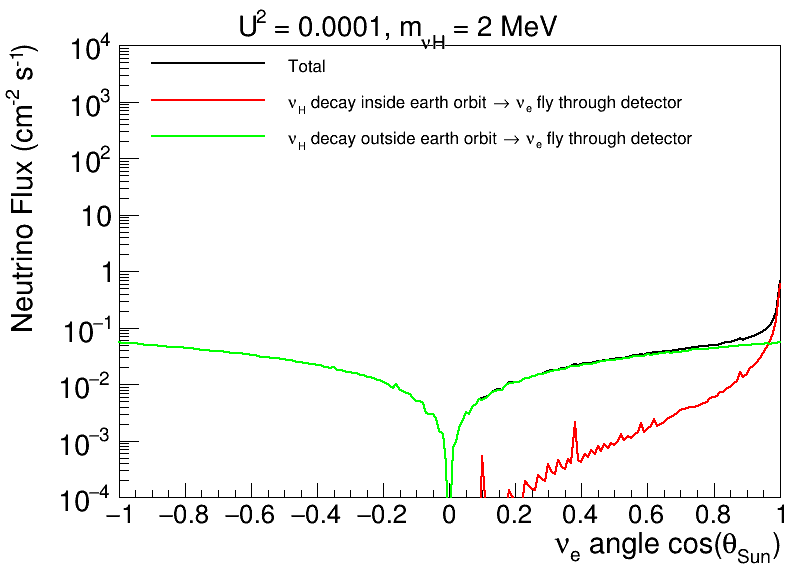 U² = 0.0001, m_νH = 2 MeV
Neutrino Flux (cm⁻² s⁻¹)
Total
ν_H decay inside earth orbit → ν_e fly through detector
ν_H decay outside earth orbit → ν_e fly through detector
10⁴
10³
10²
10
1
10⁻¹
10⁻²
10⁻³
10⁻⁴
−1 −0.8 −0.6 −0.4 −0.2 0 0.2 0.4 0.6 0.8 1
ν_e angle cos(θ_Sun)